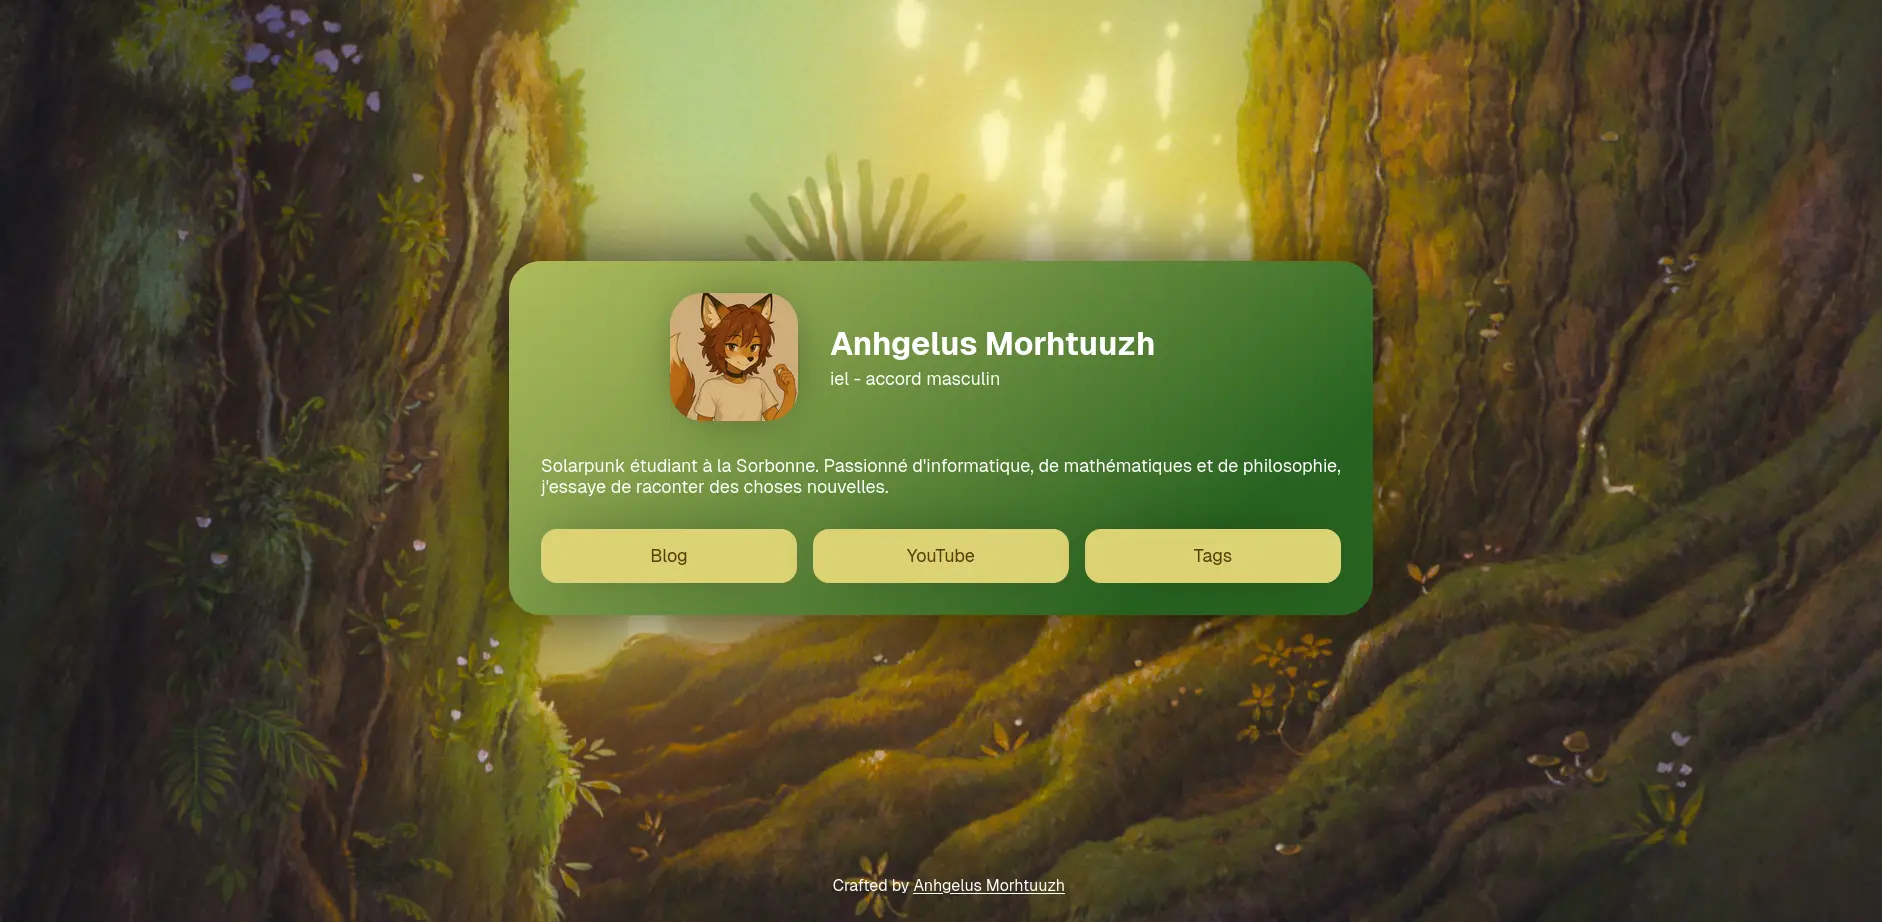 Anhgelus Morhtuuzh
iel - accord masculin
Solarpunk étudiant à la Sorbonne. Passionné d'informatique, de mathématiques et de philosophie,
j'essaye de raconter des choses nouvelles.
Blog
YouTube
Tags
Crafted by Anhgelus Morhtuuzh